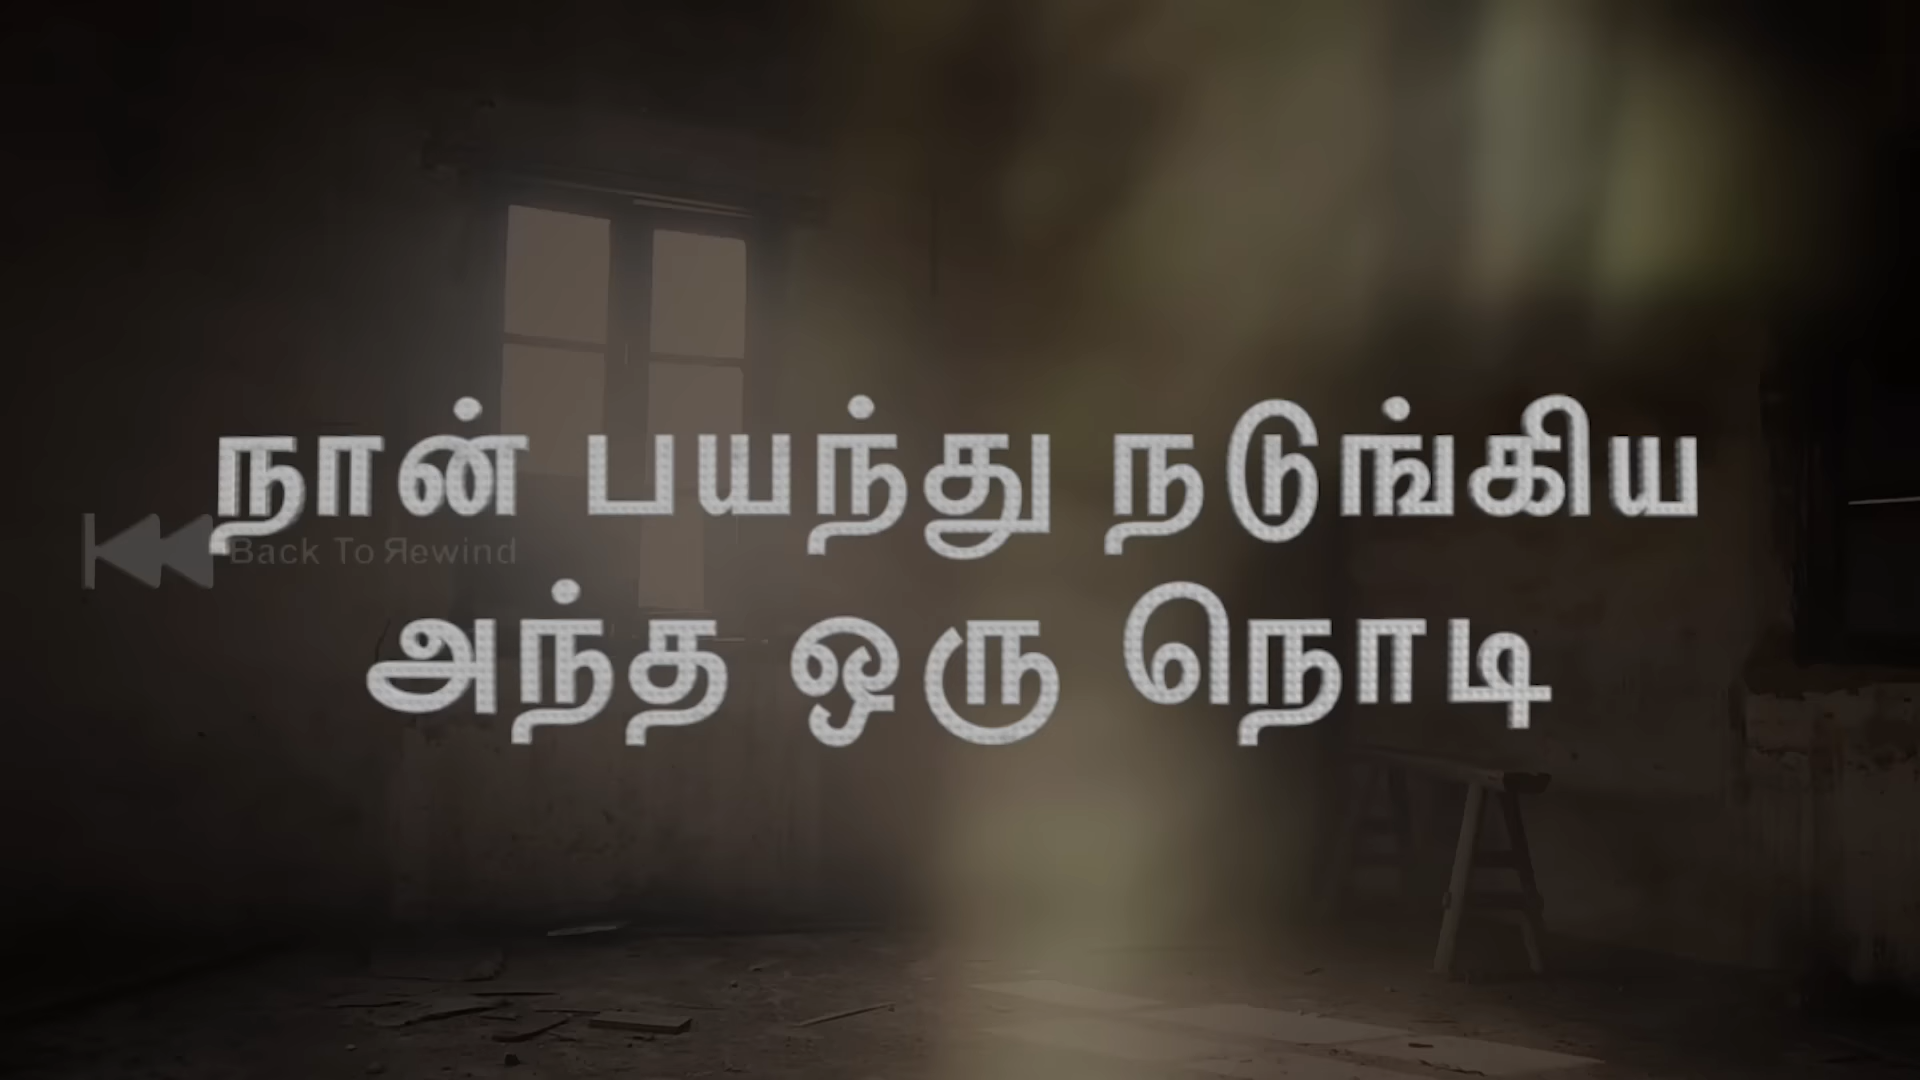 நான் பயந்து நடுங்கிய
Back To Rewind
அந்த ஒரு நொடி